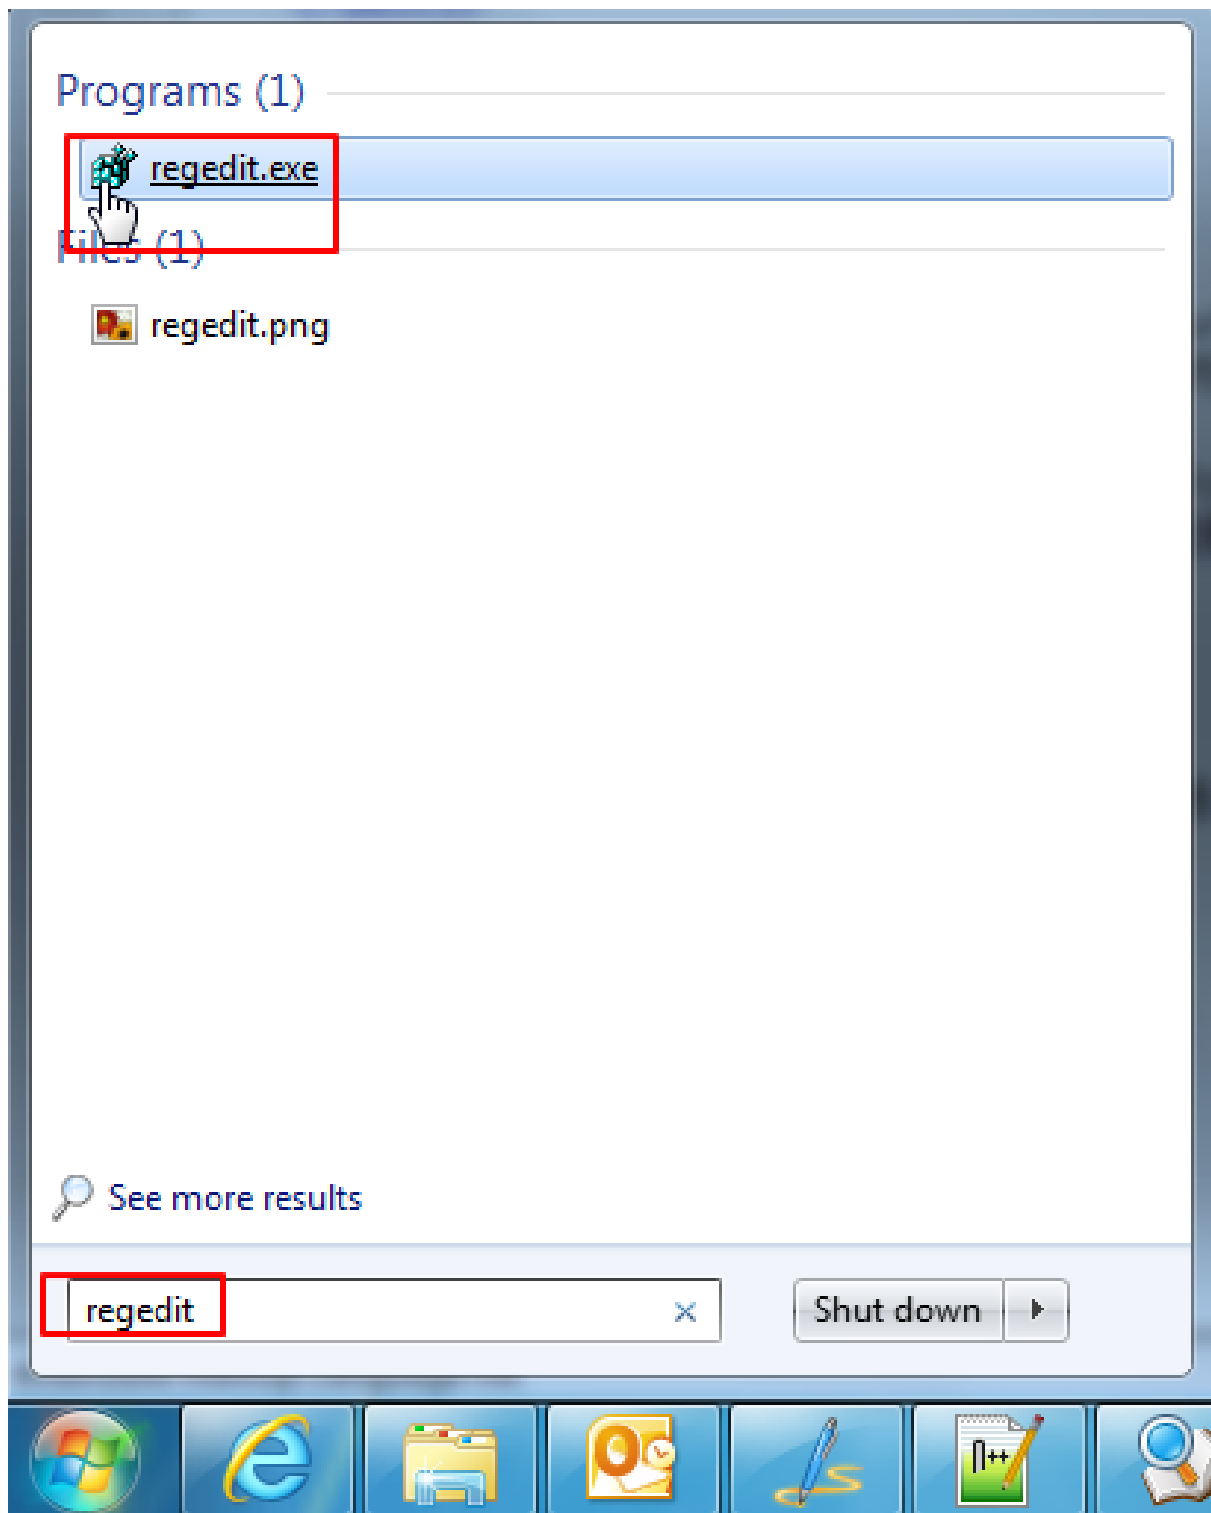 Programs (1)
regedit.exe
Files (1)
regedit.png
See more results
regedit
Shut down
n++